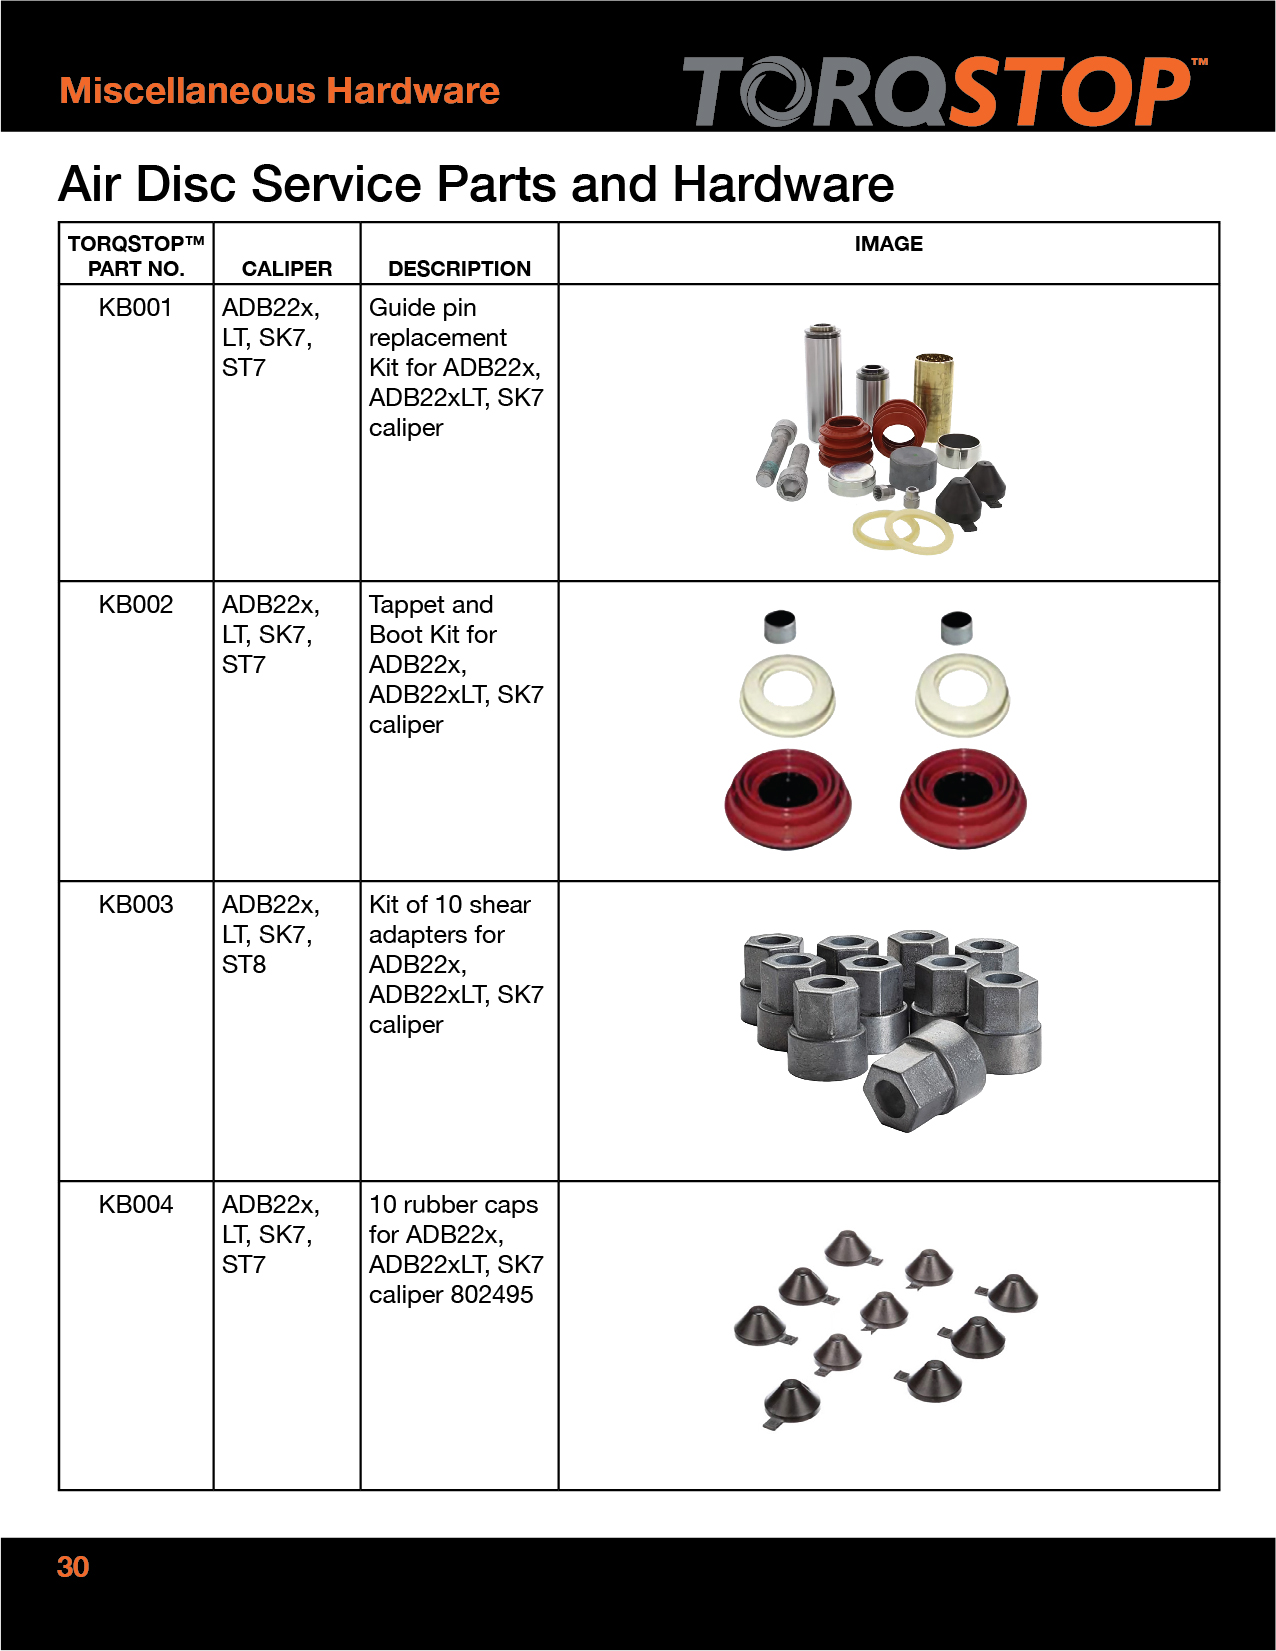 Miscellaneous Hardware
TORQSTOP™
Air Disc Service Parts and Hardware
TORQSTOP™
PART NO.
CALIPER
DESCRIPTION
IMAGE
KB001
ADB22x,
LT, SK7,
ST7
Guide pin
replacement
Kit for ADB22x,
ADB22xLT, SK7
caliper
KB002
ADB22x,
LT, SK7,
ST7
Tappet and
Boot Kit for
ADB22x,
ADB22xLT, SK7
caliper
KB003
ADB22x,
LT, SK7,
ST8
Kit of 10 shear
adapters for
ADB22x,
ADB22xLT, SK7
caliper
KB004
ADB22x,
LT, SK7,
ST7
10 rubber caps
for ADB22x,
ADB22xLT, SK7
caliper 802495
30